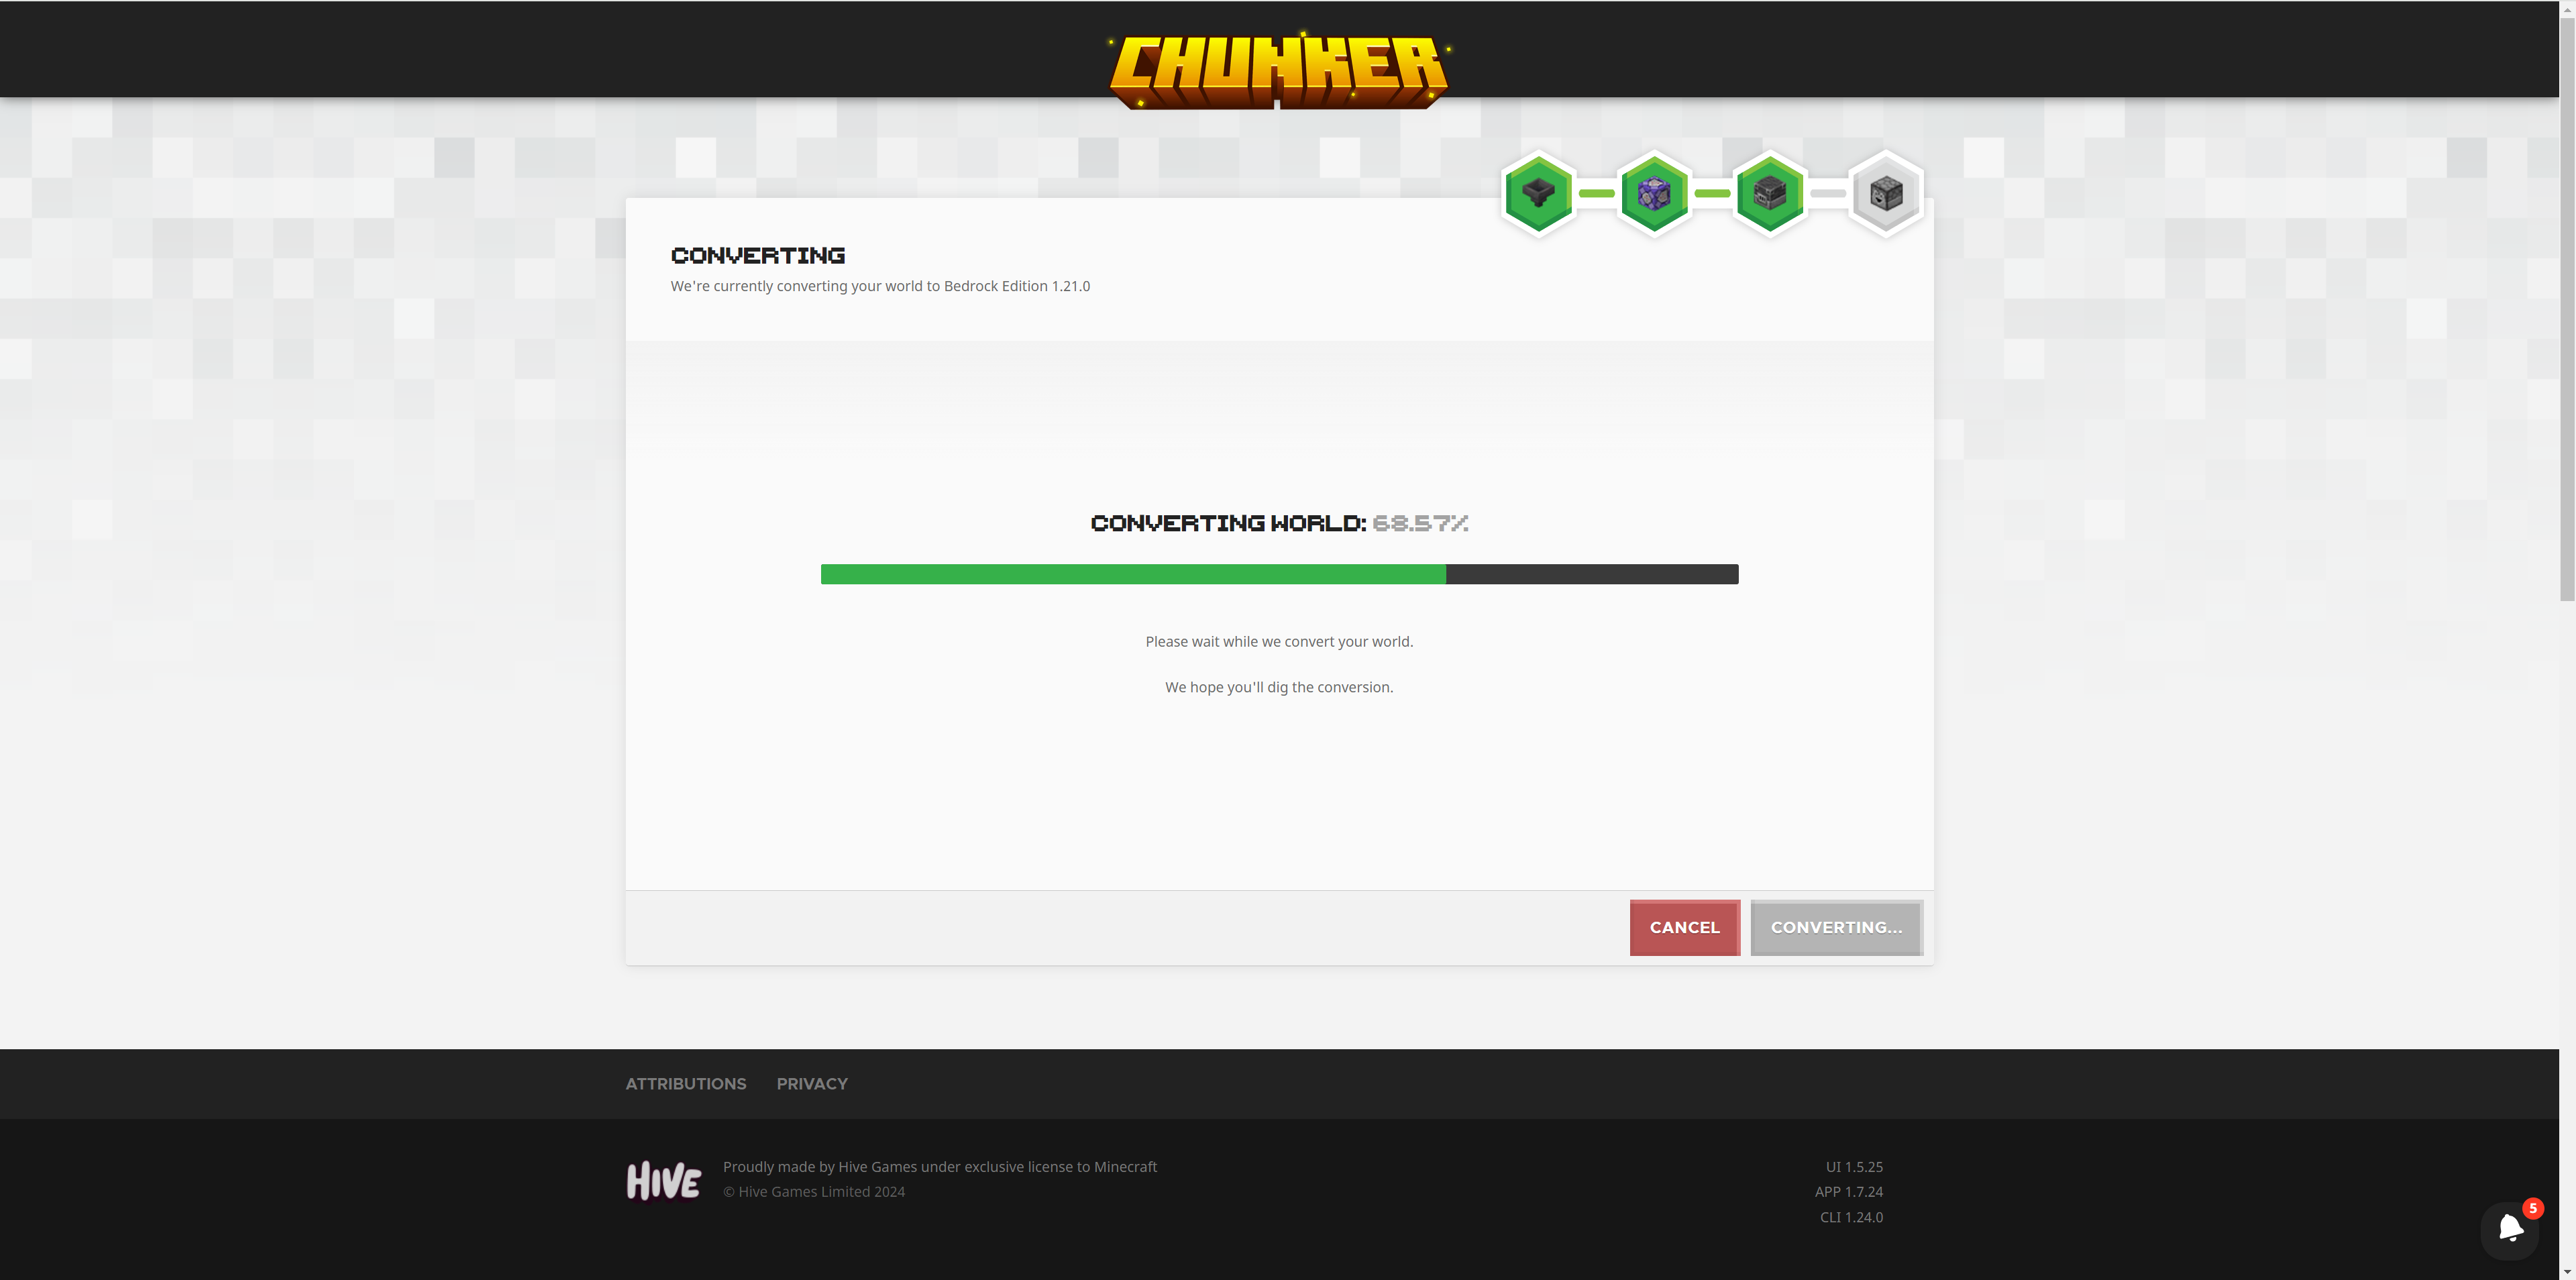 CHUNKER
CONVERTING
We're currently converting your world to Bedrock Edition 1.21.0
CONVERTING WORLD: 68.57%
Please wait while we convert your world.
We hope you'll dig the conversion.
CANCEL
CONVERTING...
ATTRIBUTIONS
PRIVACY
HIVE
Proudly made by Hive Games under exclusive license to Minecraft
© Hive Games Limited 2024
UI 1.5.25
APP 1.7.24
CLI 1.24.0
5